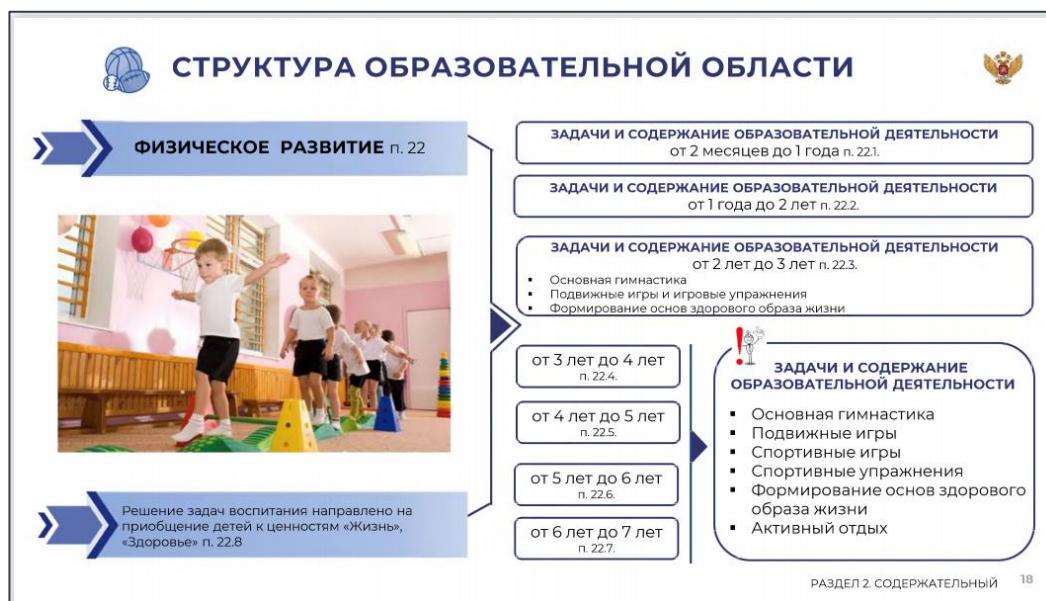 СТРУКТУРА ОБРАЗОВАТЕЛЬНОЙ ОБЛАСТИ
ФИЗИЧЕСКОЕ РАЗВИТИЕ п. 22
Решение задач воспитания направлено на
приобщение детей к ценностям «Жизнь»,
«Здоровье» п. 22.8
ЗАДАЧИ И СОДЕРЖАНИЕ ОБРАЗОВАТЕЛЬНОЙ ДЕЯТЕЛЬНОСТИ
от 2 месяцев до 1 года п. 22.1.
ЗАДАЧИ И СОДЕРЖАНИЕ ОБРАЗОВАТЕЛЬНОЙ ДЕЯТЕЛЬНОСТИ
от 1 года до 2 лет п. 22.2.
ЗАДАЧИ И СОДЕРЖАНИЕ ОБРАЗОВАТЕЛЬНОЙ ДЕЯТЕЛЬНОСТИ
от 2 лет до 3 лет п. 22.3.
▪ Основная гимнастика
▪ Подвижные игры и игровые упражнения
▪ Формирование основ здорового образа жизни
от 3 лет до 4 лет
п. 22.4.
от 4 лет до 5 лет
п. 22.5.
от 5 лет до 6 лет
п. 22.6.
от 6 лет до 7 лет
п. 22.7.
ЗАДАЧИ И СОДЕРЖАНИЕ
ОБРАЗОВАТЕЛЬНОЙ ДЕЯТЕЛЬНОСТИ
▪ Основная гимнастика
▪ Подвижные игры
▪ Спортивные игры
▪ Спортивные упражнения
▪ Формирование основ здорового
образа жизни
▪ Активный отдых
РАЗДЕЛ 2. СОДЕРЖАТЕЛЬНЫЙ 18